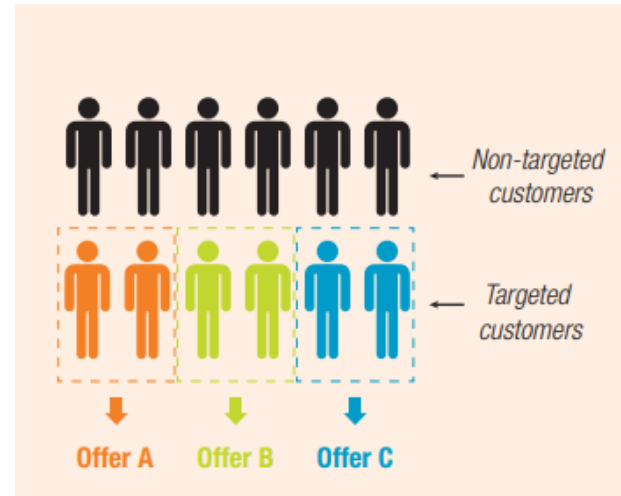 Non-targeted
customers
Targeted
customers
Offer A
Offer B
Offer C